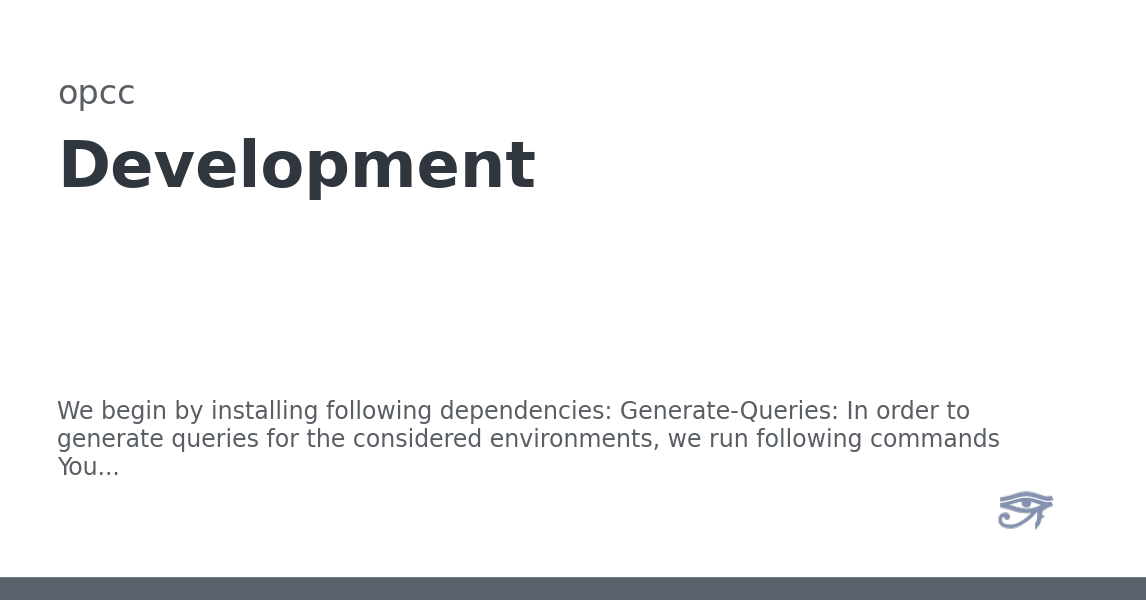 opcc
Development
We begin by installing following dependencies: Generate-Queries: In order to
generate queries for the considered environments, we run following commands
You...